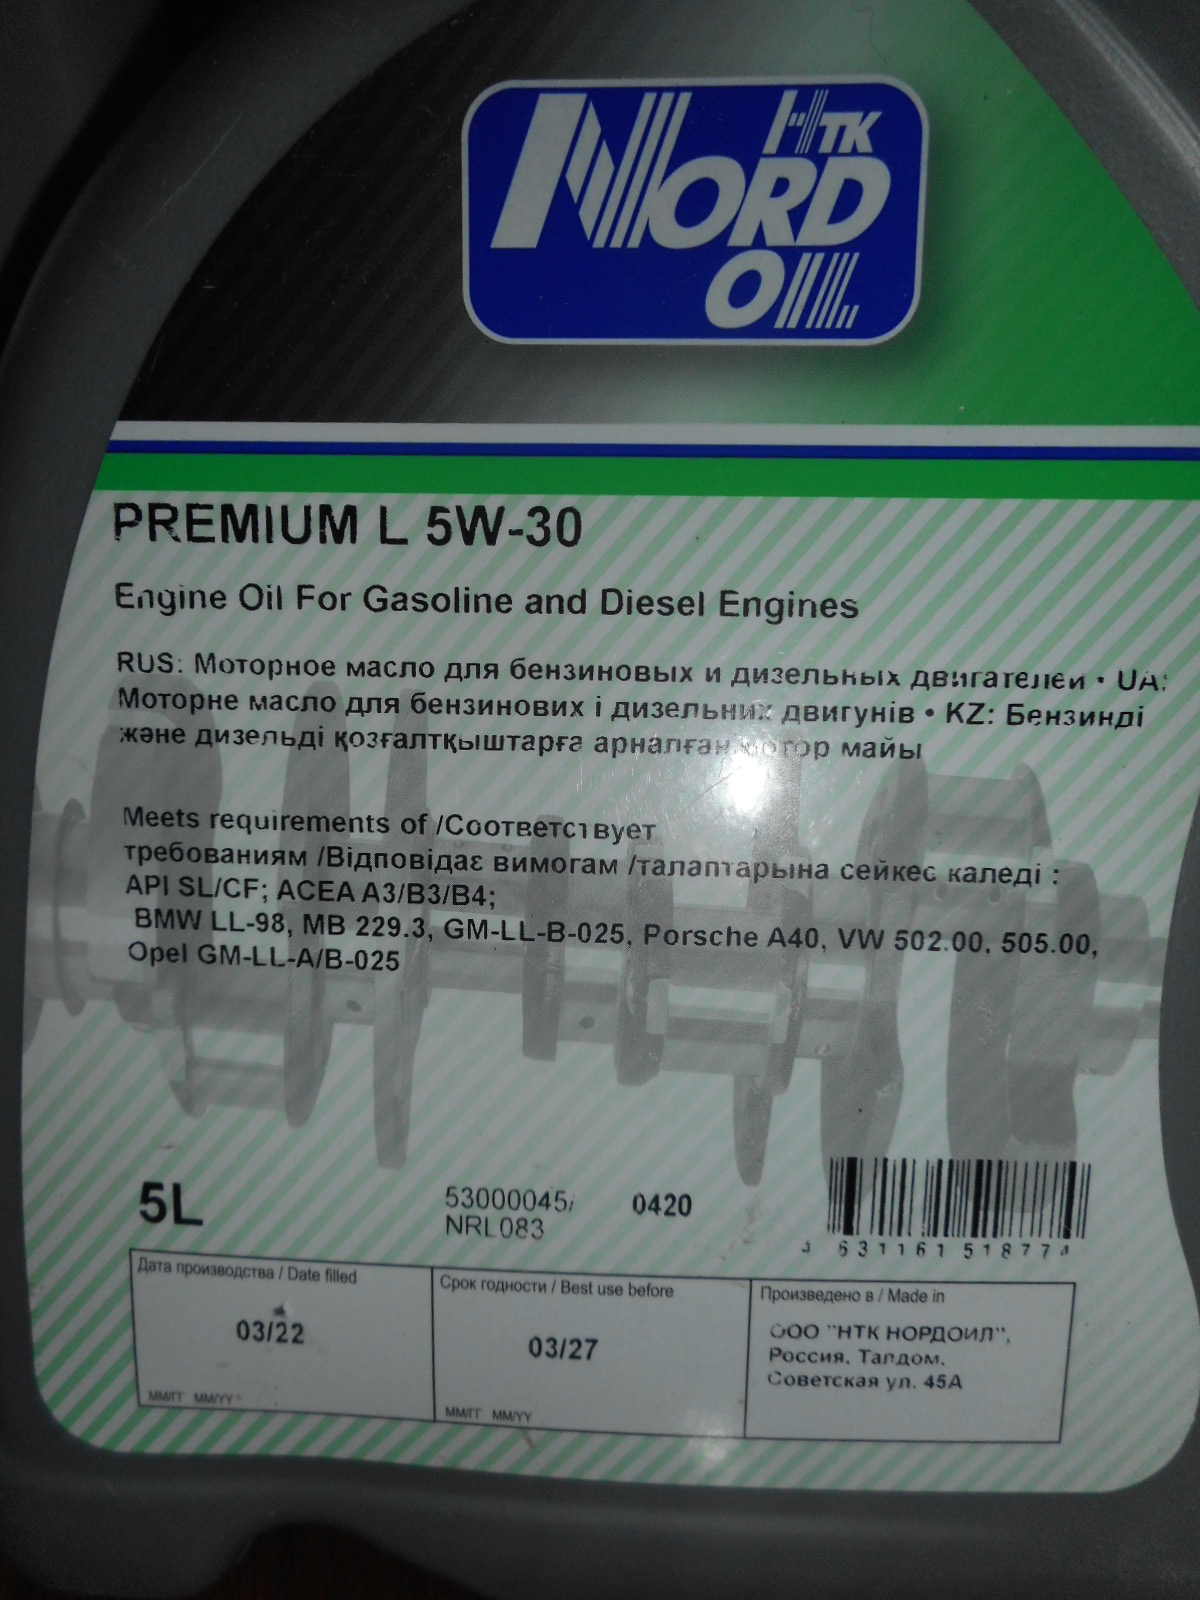 НТК
NORD
OIL
PREMIUM L 5W-30
Engine Oil For Gasoline and Diesel Engines
RUS: Моторное масло для бензиновых и дизельных двигателей • UA:
Моторне масло для бензинових і дизельних двигунів • KZ: Бензинді
және дизельді қозғалтқыштарға арналған мотор майы
Meets requirements of /Соответствует
требованиям /Відповідає вимогам /талаптарына сейкес каледі :
API SL/CF; ACEA A3/B3/B4;
BMW LL-98, MB 229.3, GM-LL-B-025, Porsche A40, VW 502.00, 505.00,
Opel GM-LL-A/B-025
5L
53000045/
NRL083
0420
631161 51877
Дата производства / Date filled
03/22
ММ/ГГ MM/YY
Срок годности / Best use before
03/27
ММ/ГГ MM/YY
Произведено в / Made in
ООО "НТК НОРДОИЛ",
Россия, Талдом,
Советская ул. 45А